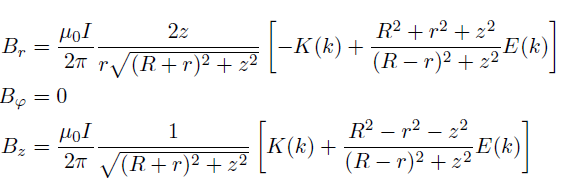 B_r = \frac{\mu_0 I}{2\pi} \frac{2z}{r\sqrt{(R+r)^2+z^2}} \left[ -K(k) + \frac{R^2+r^2+z^2}{(R-r)^2+z^2} E(k) \right]
B_\varphi = 0
B_z = \frac{\mu_0 I}{2\pi} \frac{1}{\sqrt{(R+r)^2+z^2}} \left[ K(k) + \frac{R^2-r^2-z^2}{(R-r)^2+z^2} E(k) \right]